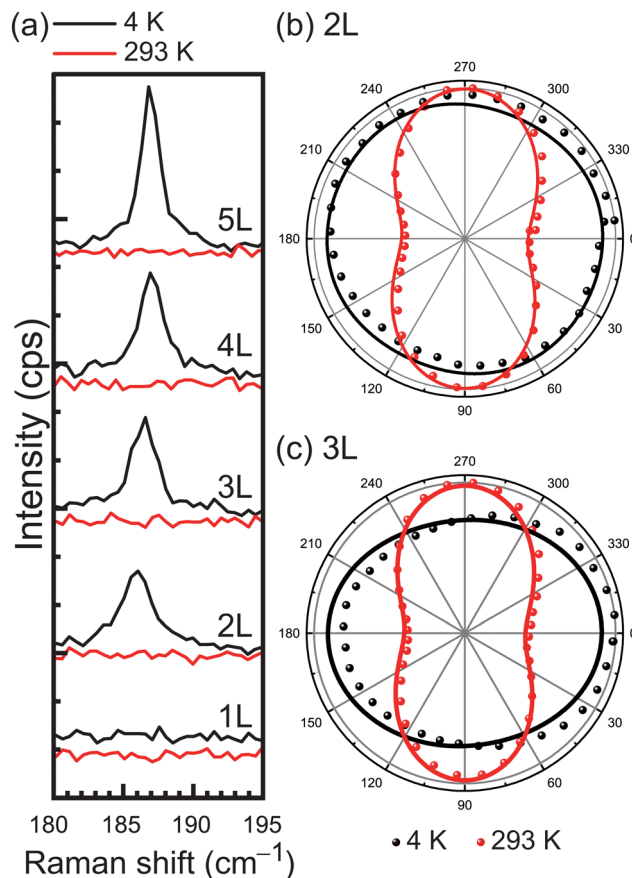 (a)
4 K
293 K
5L
4L
3L
2L
1L
Intensity (cps)
180 185 190 195
Raman shift (cm⁻¹)
(b) 2L
270
240 300
210 330
180 0
150 30
120 60
90
(c) 3L
270
240 300
210 330
180 0
150 30
120 60
90
4 K 293 K